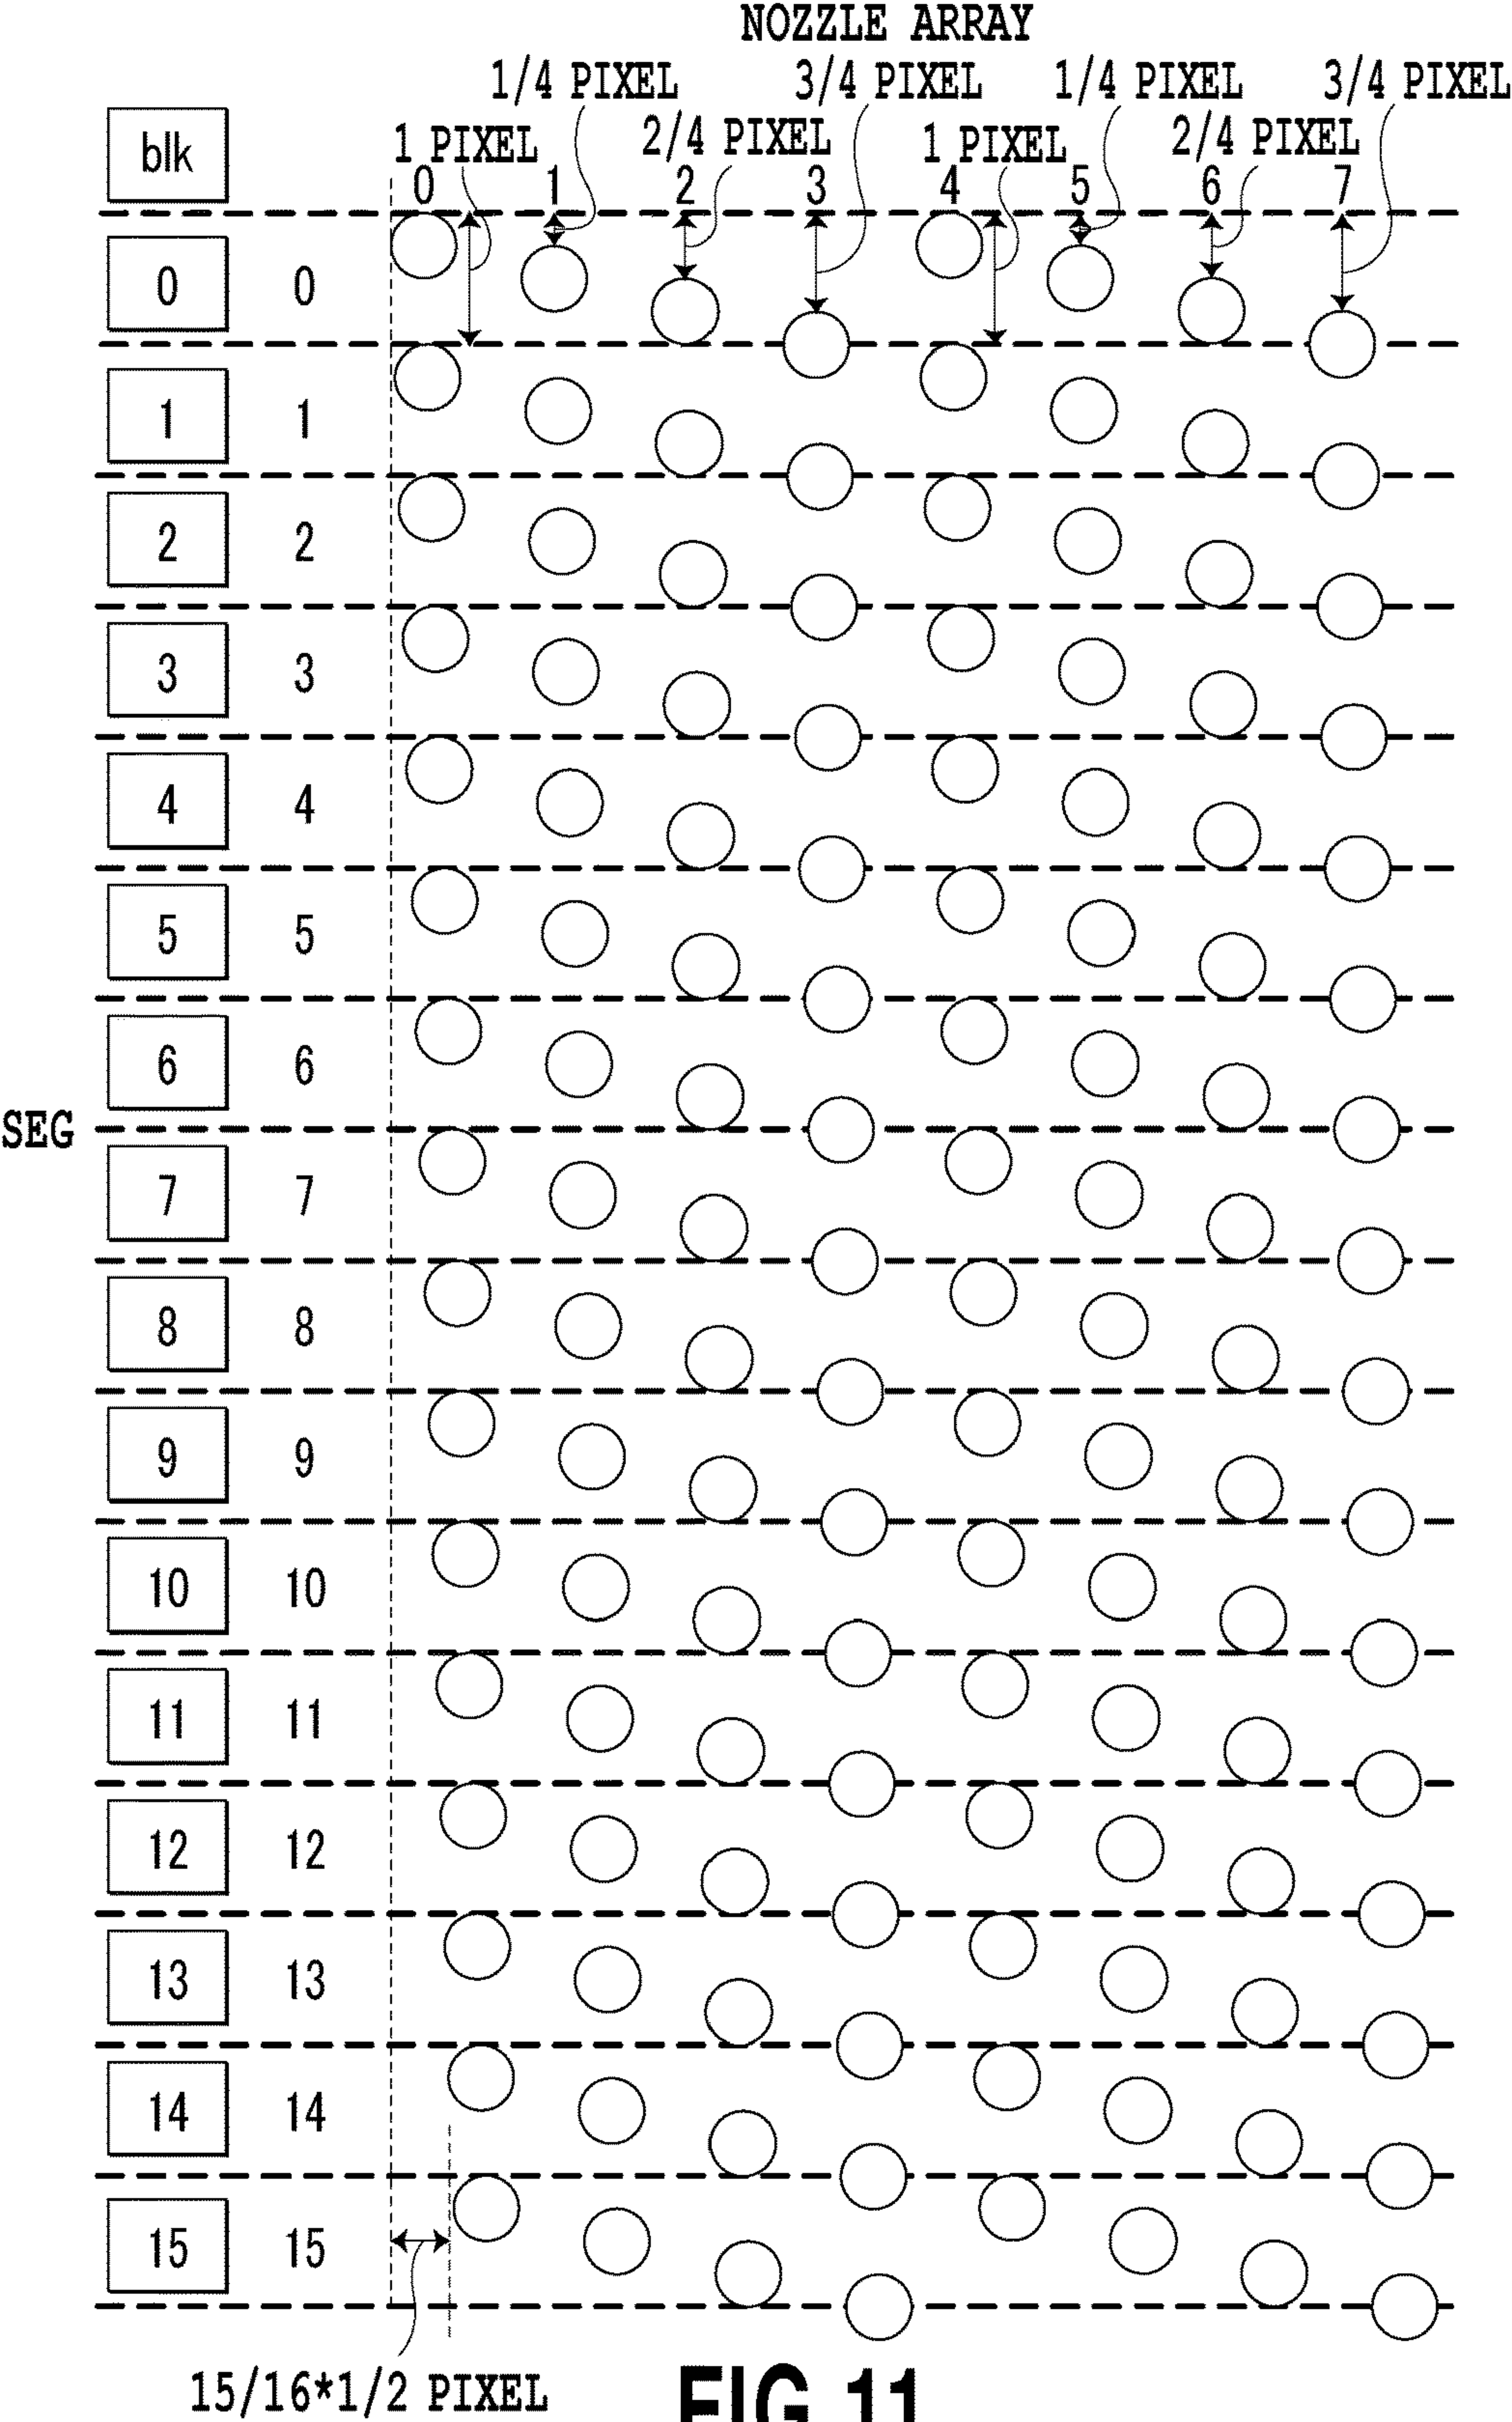 NOZZLE ARRAY
1/4 PIXEL 3/4 PIXEL 1/4 PIXEL 3/4 PIXEL
1 PIXEL 2/4 PIXEL 1 PIXEL 2/4 PIXEL
blk 0 1 2 3 4 5 6 7
0 0
1 1
2 2
3 3
4 4
5 5
6 6
SEG
7 7
8 8
9 9
10 10
11 11
12 12
13 13
14 14
15 15
15/16*1/2 PIXEL
FIG 11